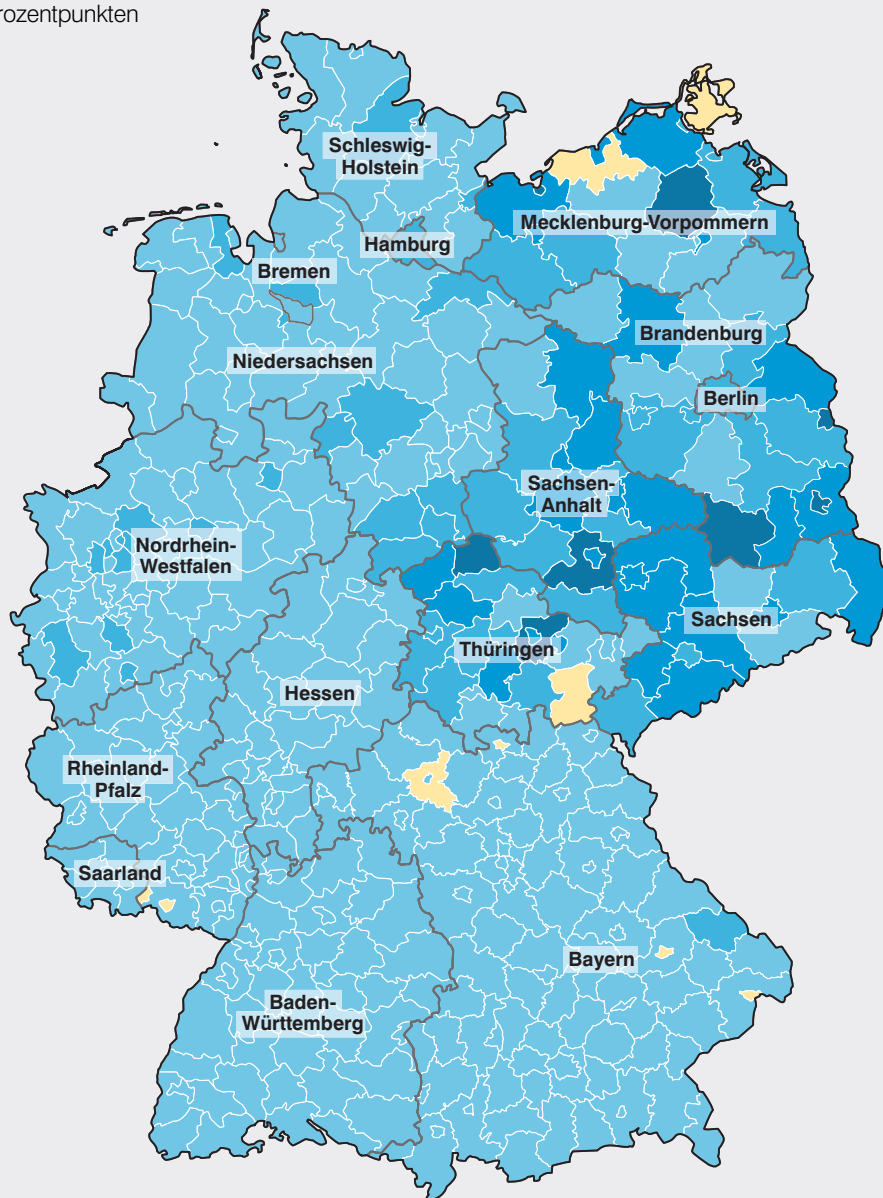 rozentpunkten
Schleswig-
Holstein
Mecklenburg-Vorpommern
Hamburg
Bremen
Brandenburg
Niedersachsen
Berlin
Sachsen-
Anhalt
Nordrhein-
Westfalen
Sachsen
Thüringen
Hessen
Rheinland-
Pfalz
Saarland
Bayern
Baden-
Württemberg